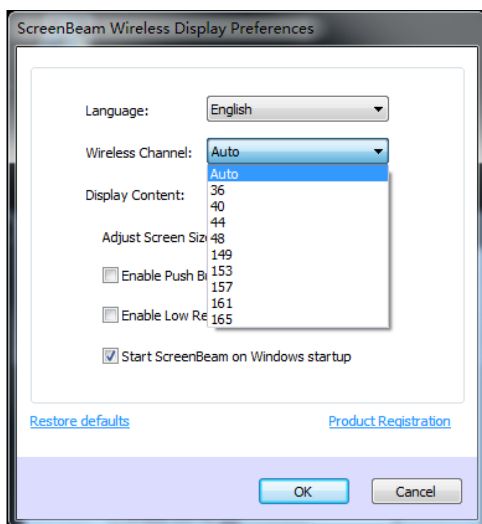 ScreenBeam Wireless Display Preferences
Language: English
Wireless Channel: Auto
Auto
Display Content: 36
40
44
Adjust Screen Siz 48
149
Enable Push B 153
157
161
Enable Low Re 165
Start ScreenBeam on Windows startup
Restore defaults Product Registration
OK Cancel